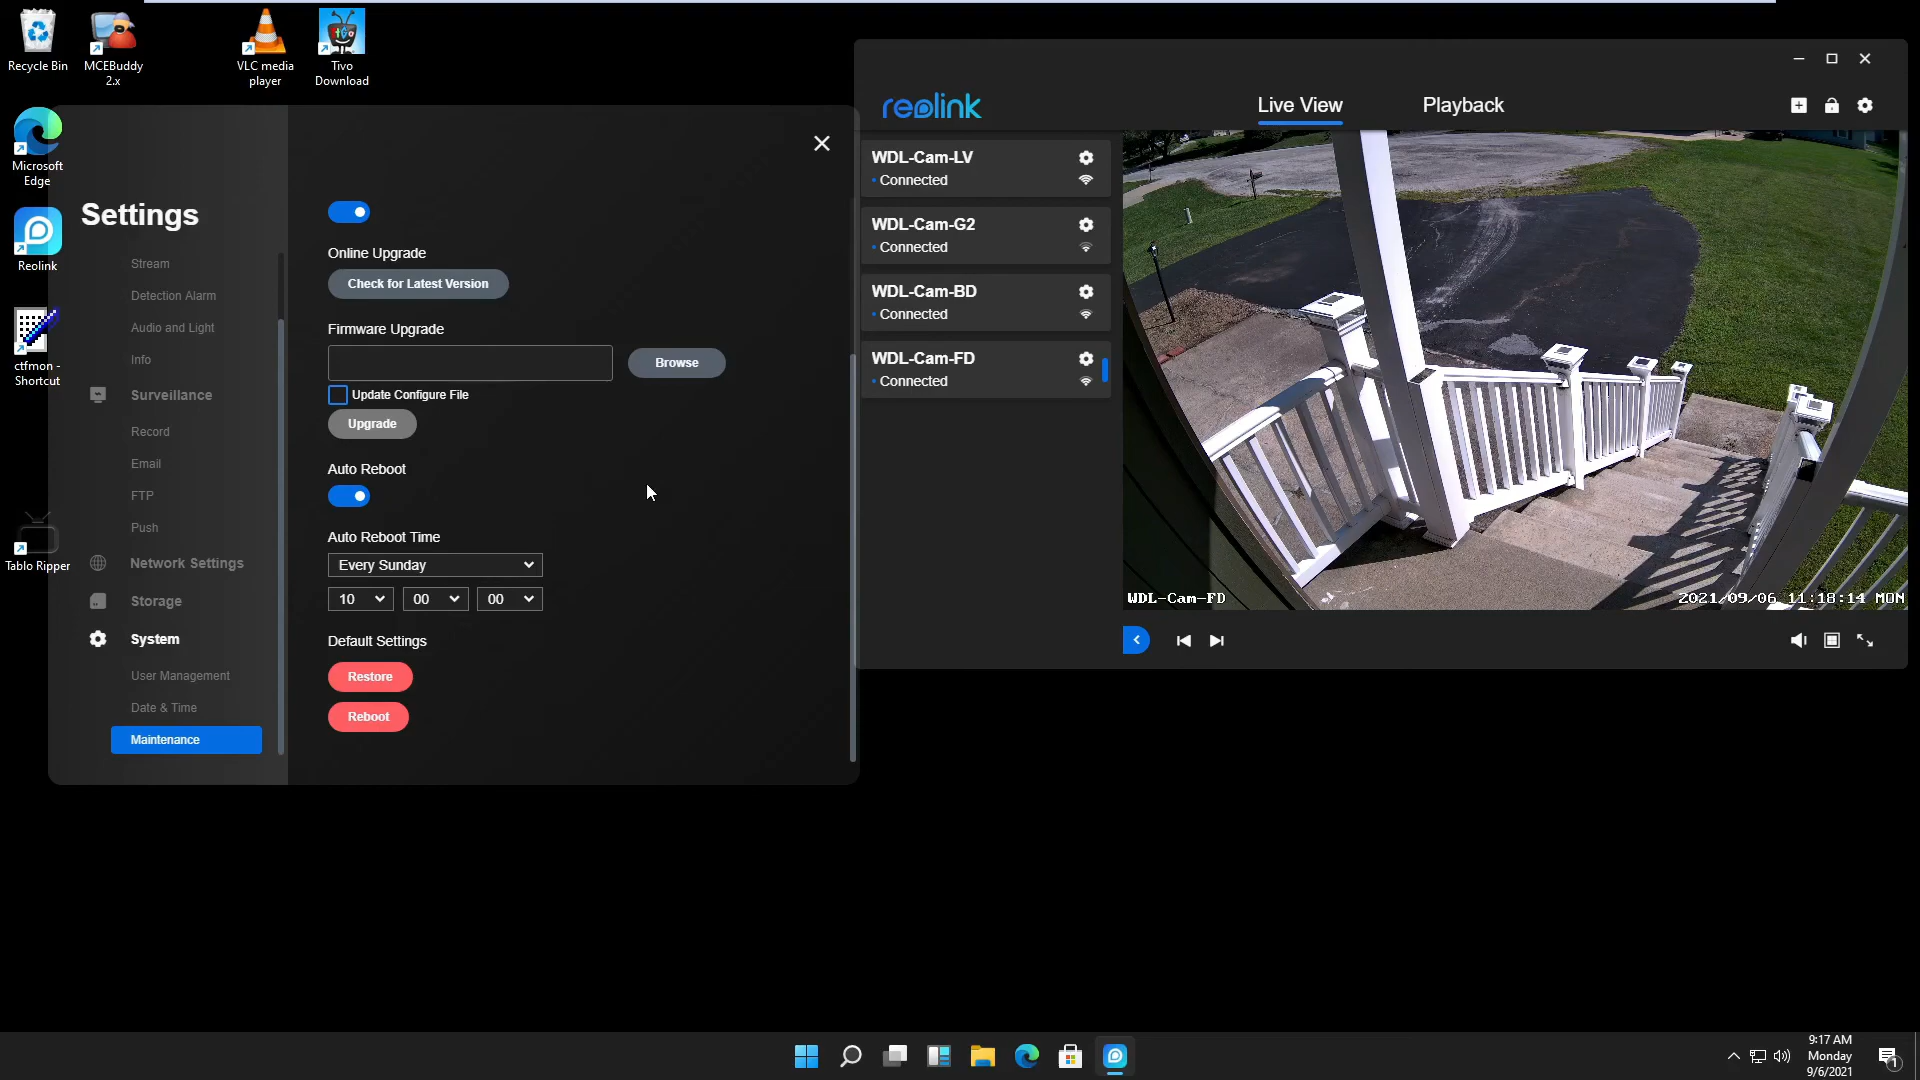 Recycle Bin
MCEBuddy
2.x
VLC media
player
Tivo
Download
Microsoft
Edge
Reolink
ctfmon -
Shortcut
Tablo Ripper
Settings
Stream
Detection Alarm
Audio and Light
Info
Surveillance
Record
Email
FTP
Push
Network Settings
Storage
System
User Management
Date & Time
Maintenance
Online Upgrade
Check for Latest Version
Firmware Upgrade
Browse
Update Configure File
Upgrade
Auto Reboot
Auto Reboot Time
Every Sunday
10 00 00
Default Settings
Restore
Reboot
reolink
Live View
Playback
WDL-Cam-LV
Connected
WDL-Cam-G2
Connected
WDL-Cam-BD
Connected
WDL-Cam-FD
Connected
WDL-Cam-FD
2021/09/06 11:18:14 MON
9:17 AM
Monday
9/6/2021
1